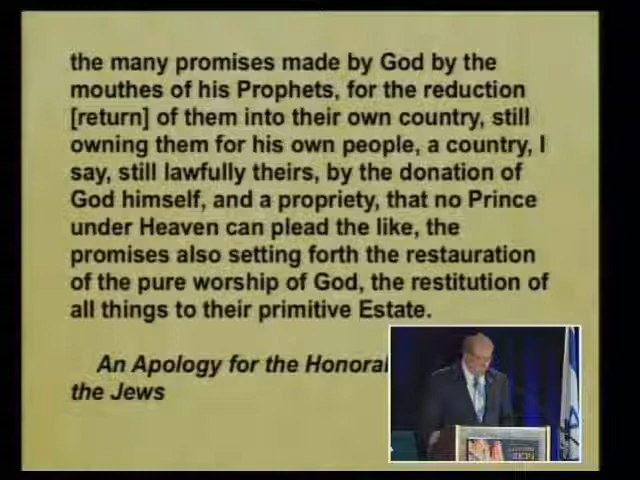 the many promises made by God by the
mouthes of his Prophets, for the reduction
[return] of them into their own country, still
owning them for his own people, a country, I
say, still lawfully theirs, by the donation of
God himself, and a propriety, that no Prince
under Heaven can plead the like, the
promises also setting forth the restauration
of the pure worship of God, the restitution of
all things to their primitive Estate.
An Apology for the
the Jews